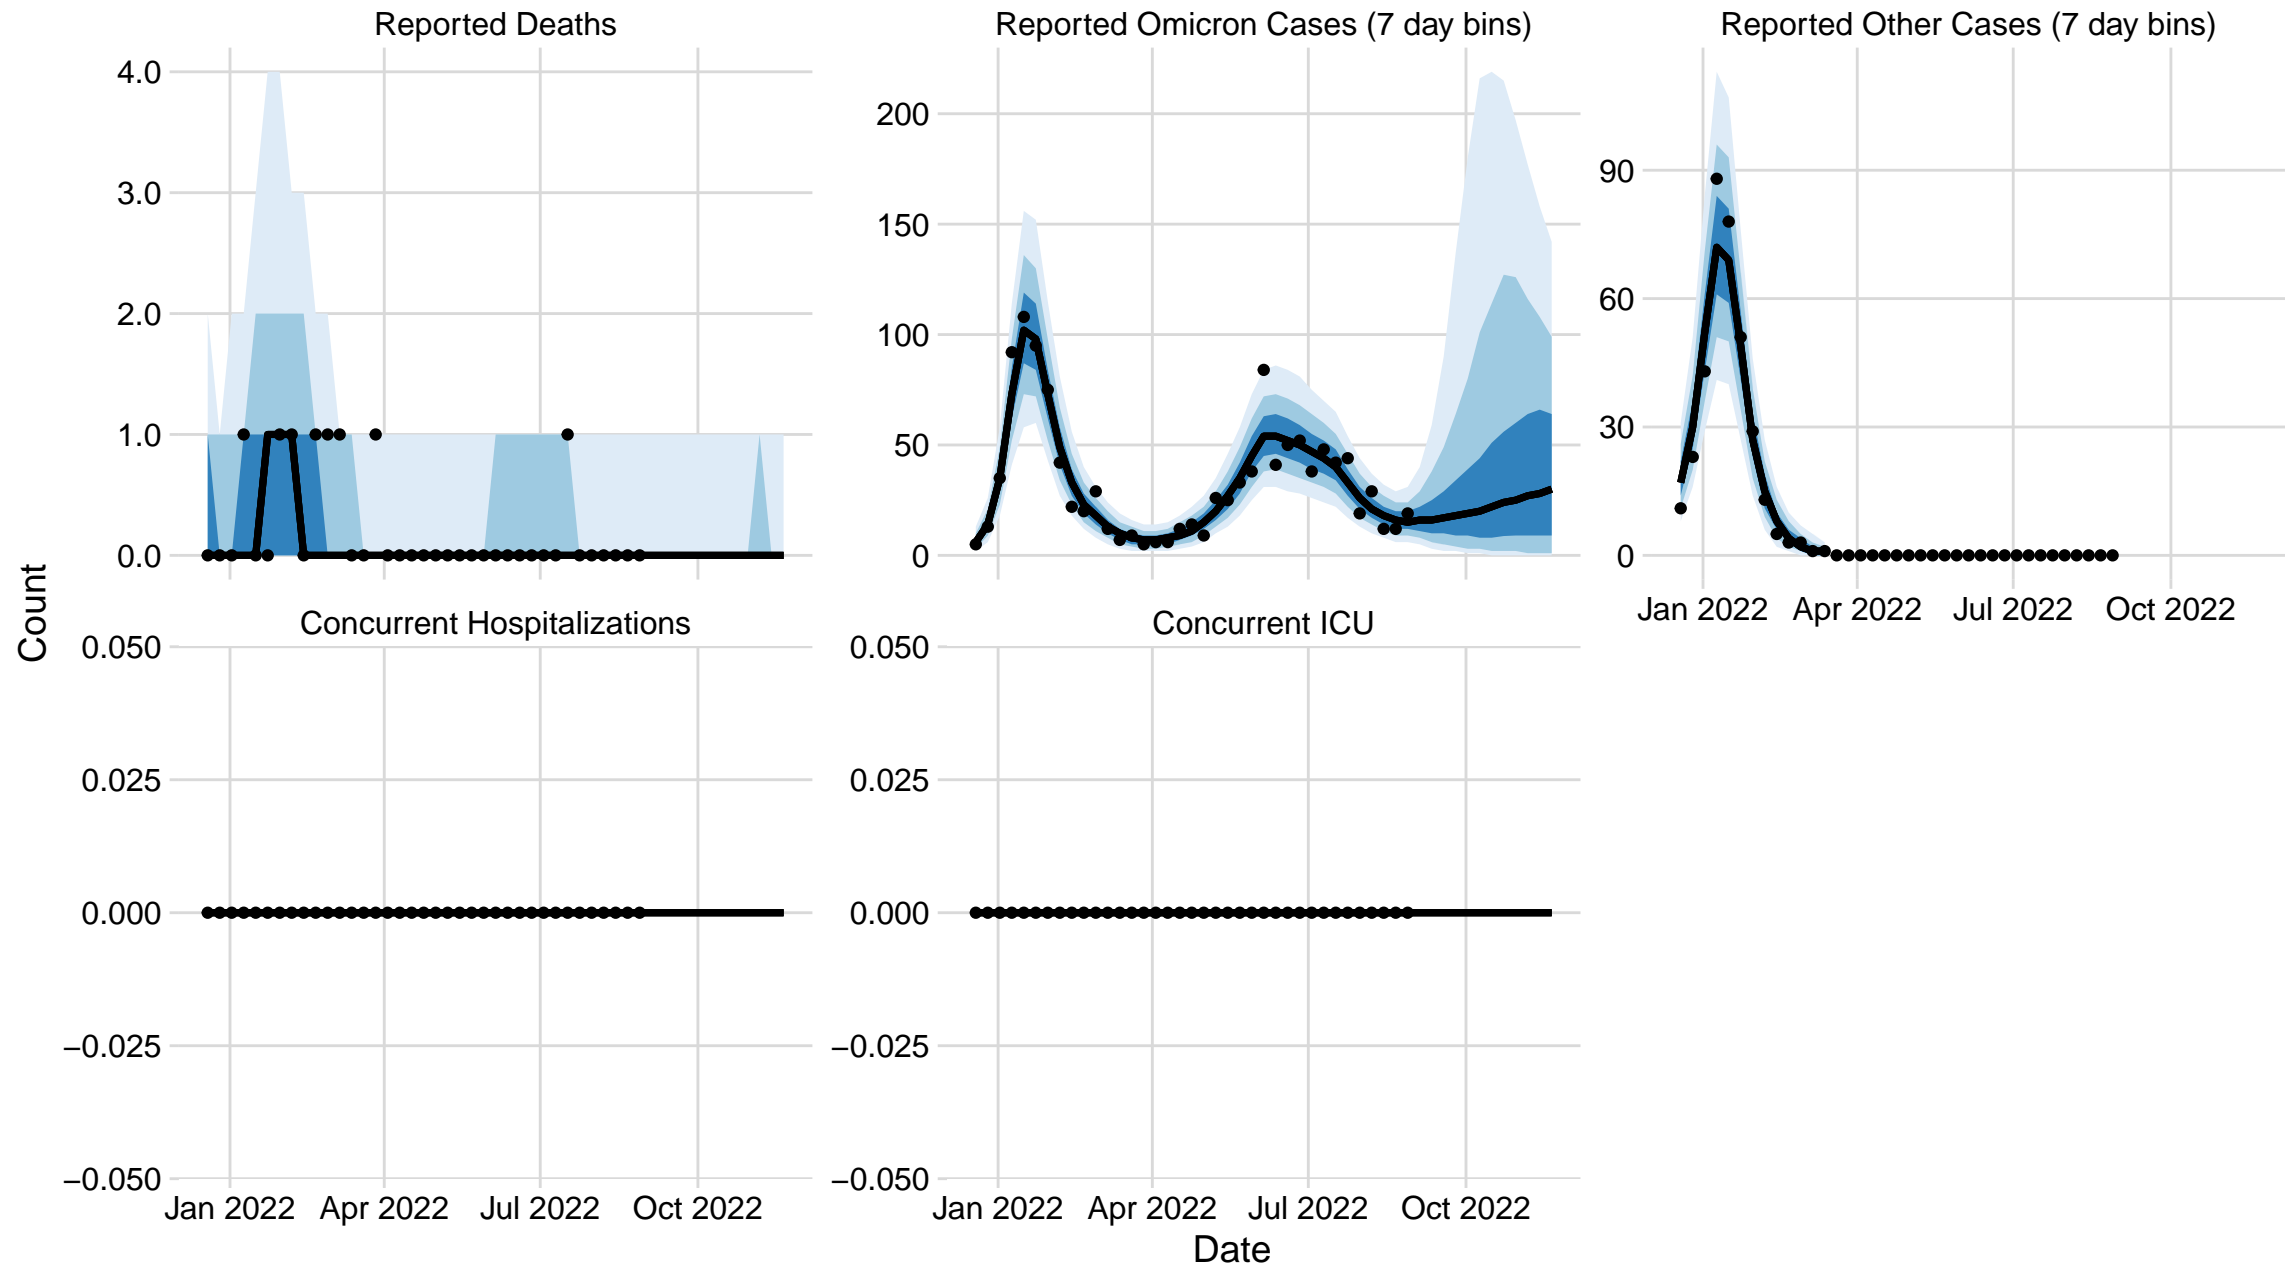 Reported Deaths
Reported Omicron Cases (7 day bins)
Reported Other Cases (7 day bins)
4.0
3.0
2.0
1.0
0.0
200
150
100
50
0
90
60
30
0
Jan 2022 Apr 2022 Jul 2022 Oct 2022
Count
Concurrent Hospitalizations
Concurrent ICU
0.050
0.025
0.000
−0.025
−0.050
Jan 2022 Apr 2022 Jul 2022 Oct 2022
0.050
0.025
0.000
−0.025
−0.050
Jan 2022 Apr 2022 Jul 2022 Oct 2022
Date